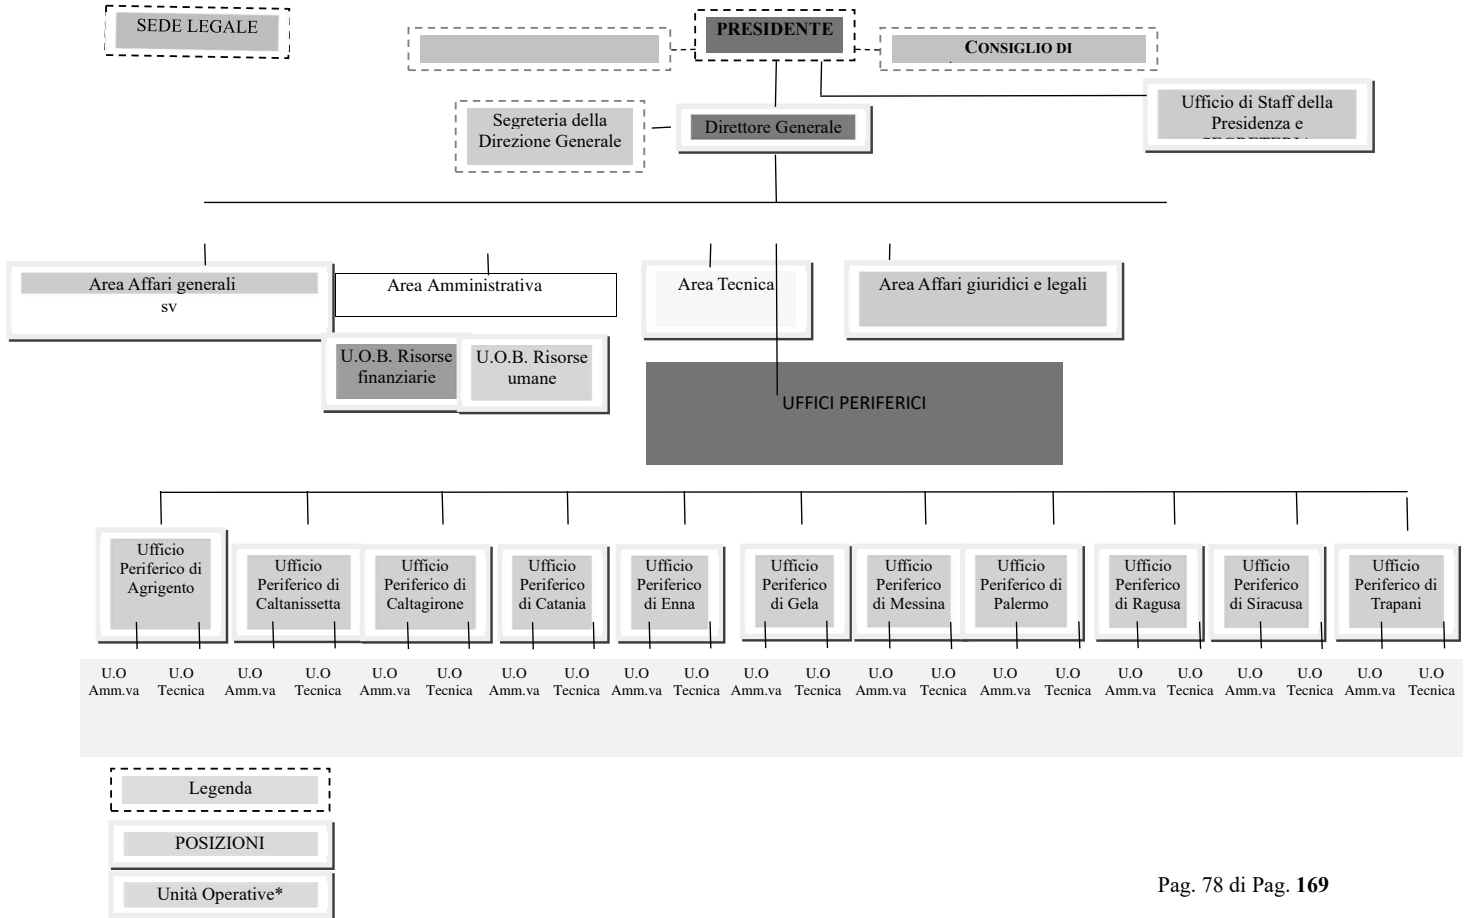 SEDE LEGALE
PRESIDENTE
CONSIGLIO DI
Segreteria della
Direzione Generale
Direttore Generale
Ufficio di Staff della
Presidenza e
Area Affari generali
sv
Area Amministrativa
Area Tecnica
Area Affari giuridici e legali
U.O.B. Risorse
finanziarie
U.O.B. Risorse
umane
UFFICI PERIFERICI
Ufficio
Periferico di
Agrigento
Ufficio
Periferico di
Caltanissetta
Ufficio
Periferico di
Caltagirone
Ufficio
Periferico
di Catania
Ufficio
Periferico
di Enna
Ufficio
Periferico
di Gela
Ufficio
Periferico
di Messina
Ufficio
Periferico di
Palermo
Ufficio
Periferico
di Ragusa
Ufficio
Periferico
di Siracusa
Ufficio
Periferico di
Trapani
U.O
Amm.va
U.O
Tecnica
U.O
Amm.va
U.O
Tecnica
U.O
Amm.va
U.O
Tecnica
U.O
Amm.va
U.O
Tecnica
U.O
Amm.va
U.O
Tecnica
U.O
Amm.va
U.O
Tecnica
U.O
Amm.va
U.O
Tecnica
U.O
Amm.va
U.O
Tecnica
U.O
Amm.va
U.O
Tecnica
U.O
Amm.va
U.O
Tecnica
U.O
Amm.va
U.O
Tecnica
Legenda
POSIZIONI
Unità Operative*
Pag. 78 di Pag. 169